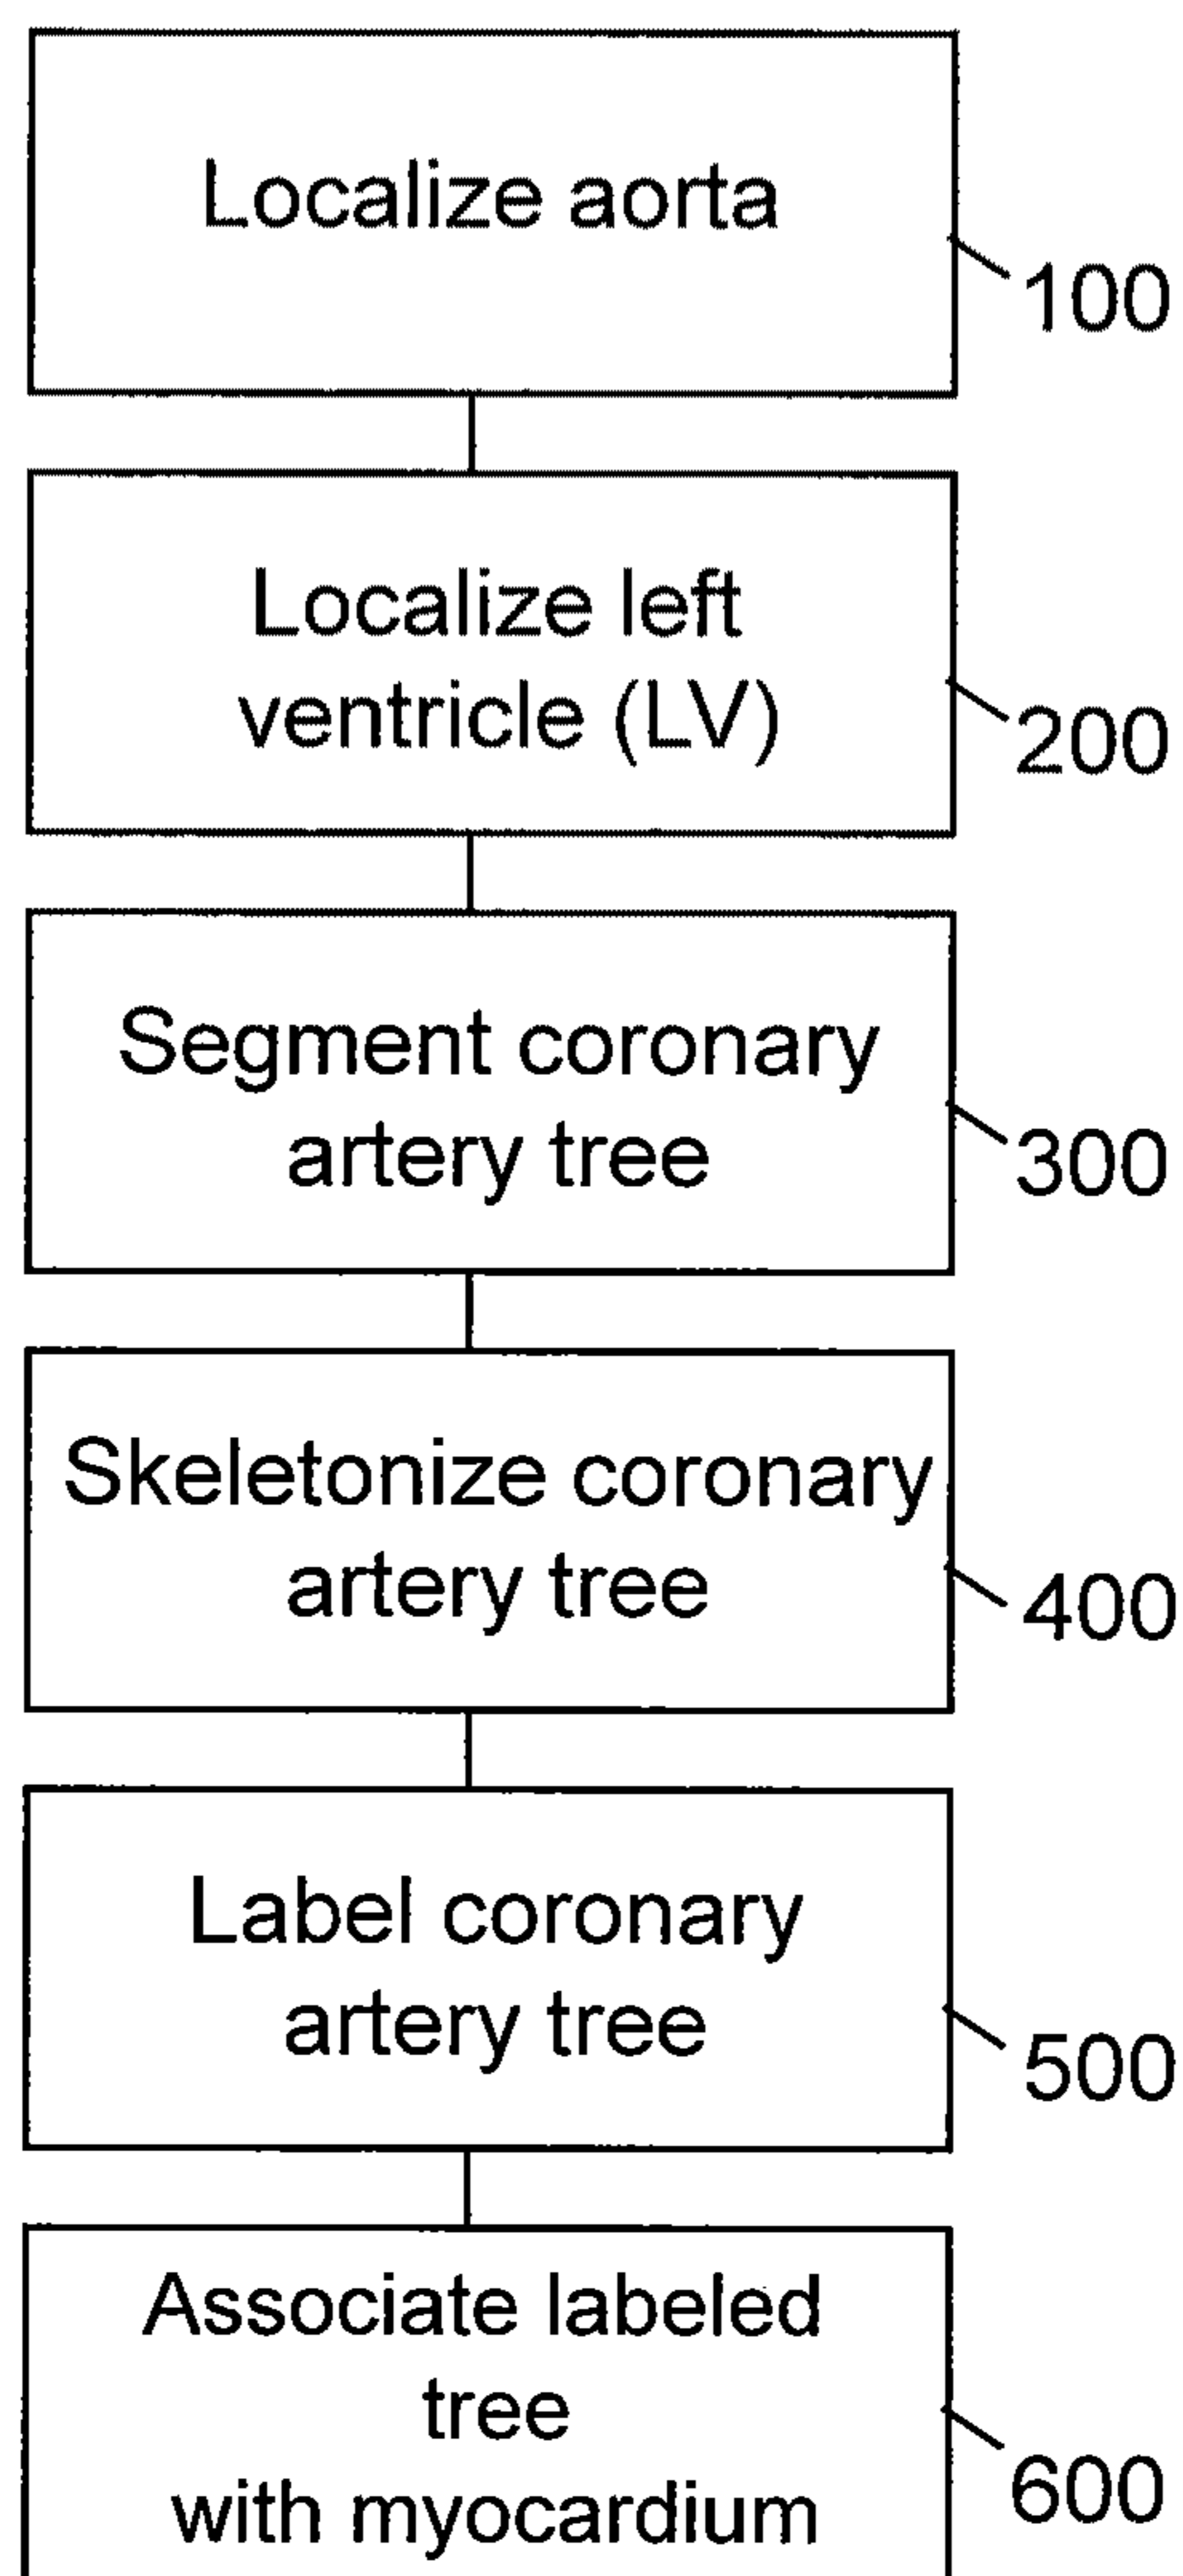 Localize aorta
100
Localize left
ventricle (LV)
200
Segment coronary
artery tree
300
Skeletonize coronary
artery tree
400
Label coronary
artery tree
500
Associate labeled
tree
with myocardium
600